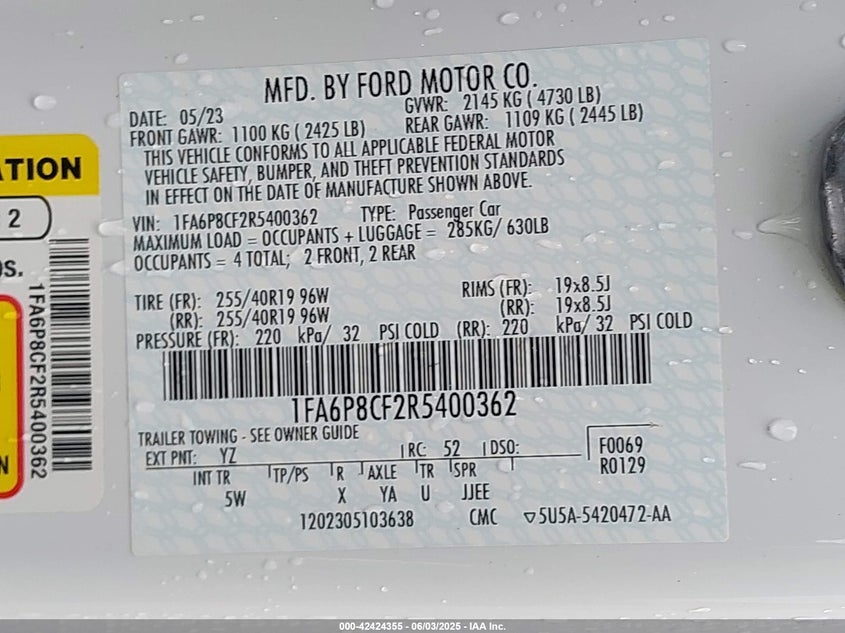 MFD. BY FORD MOTOR CO.
DATE: 05/23 GVWR: 2145 KG ( 4730 LB)
FRONT GAWR: 1100 KG ( 2425 LB) REAR GAWR: 1109 KG ( 2445 LB)
THIS VEHICLE CONFORMS TO ALL APPLICABLE FEDERAL MOTOR
VEHICLE SAFETY, BUMPER, AND THEFT PREVENTION STANDARDS
IN EFFECT ON THE DATE OF MANUFACTURE SHOWN ABOVE.
VIN: 1FA6P8CF2R5400362 TYPE: Passenger Car
MAXIMUM LOAD = OCCUPANTS + LUGGAGE = 285KG/ 630LB
OCCUPANTS = 4 TOTAL; 2 FRONT, 2 REAR
TIRE (FR): 255/40R19 96W RIMS (FR): 19x8.5J
(RR): 255/40R19 96W (RR): 19x8.5J
PRESSURE (FR): 220 kPa/ 32 PSI COLD (RR): 220 kPa/ 32 PSI COLD
1FA6P8CF2R5400362
TRAILER TOWING - SEE OWNER GUIDE
EXT PNT: YZ RC: 52 DSO: F0069
R0129
INT TR TP/PS R AXLE TR SPR
5W X YA U JJEE
1202305103638 CMC ▽5U5A-5420472-AA
ATION
2
S.
1FA6P8CF2R5400362
N
000-42424355 - 06/03/2025 - IAA Inc.